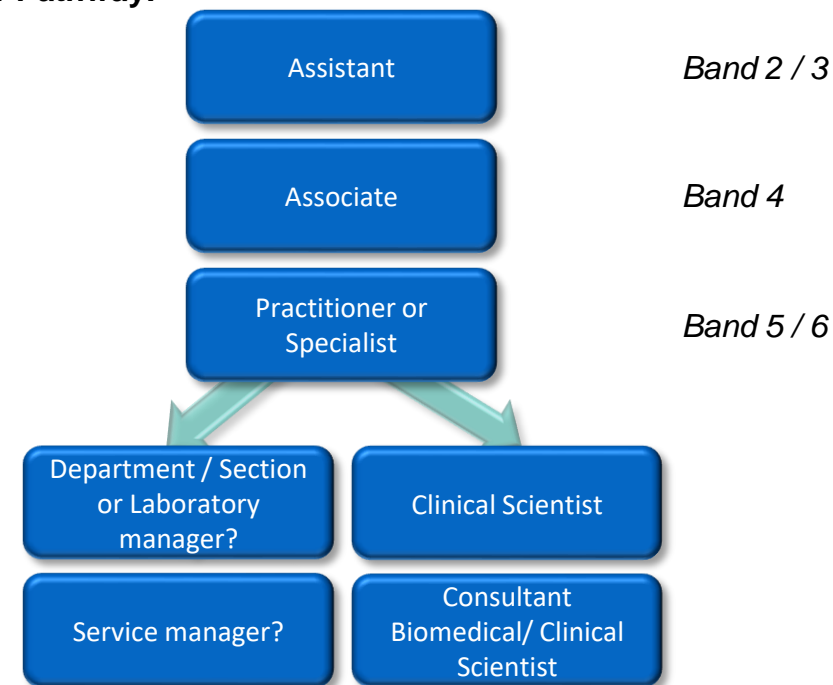 Pathway.
Assistant
Band 2 / 3
Associate
Band 4
Practitioner or
Specialist
Band 5 / 6
Department / Section
or Laboratory
manager?
Clinical Scientist
Service manager?
Consultant
Biomedical/ Clinical
Scientist